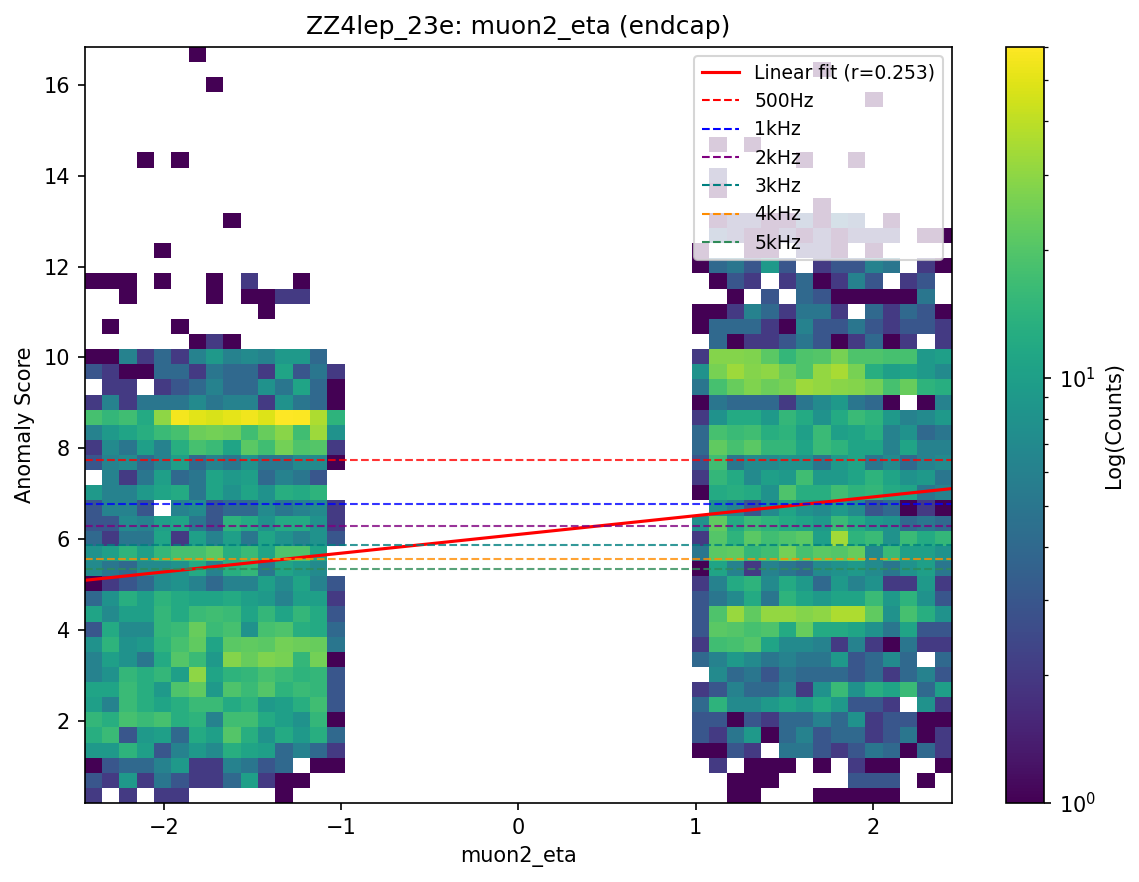 ZZ4lep_23e: muon2_eta (endcap)
Linear fit (r=0.253)
500Hz
1kHz
2kHz
3kHz
4kHz
5kHz
16
14
12
10
8
6
4
2
Anomaly Score
−2
−1
0
1
2
muon2_eta
10¹
10⁰
Log(Counts)